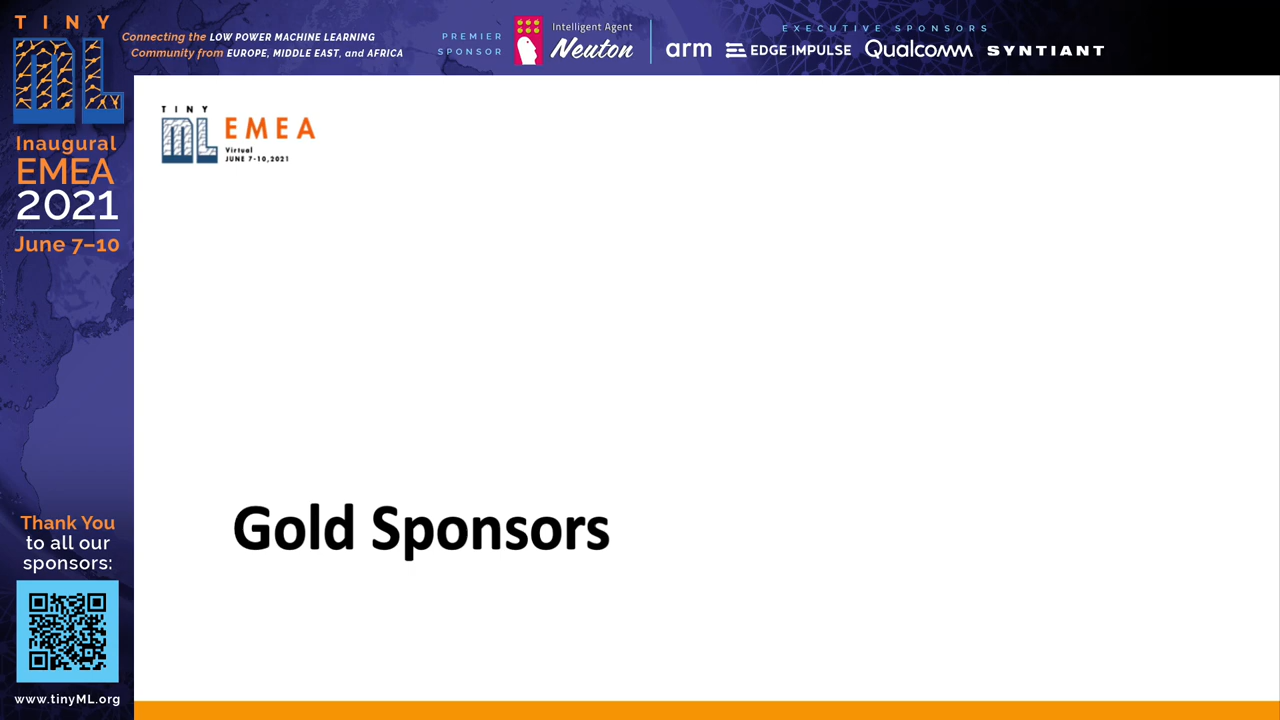 TINY
ML
Inaugural
EMEA
2021
June 7–10
Connecting the LOW POWER MACHINE LEARNING
Community from EUROPE, MIDDLE EAST, and AFRICA
PREMIER
SPONSOR
Intelligent Agent
Neuton
EXECUTIVE SPONSORS
arm
EDGE IMPULSE
Qualcomm
SYNTIANT
TINY
ML
EMEA
Virtual
JUNE 7-10,2021
Gold Sponsors
Thank You
to all our
sponsors:
www.tinyML.org